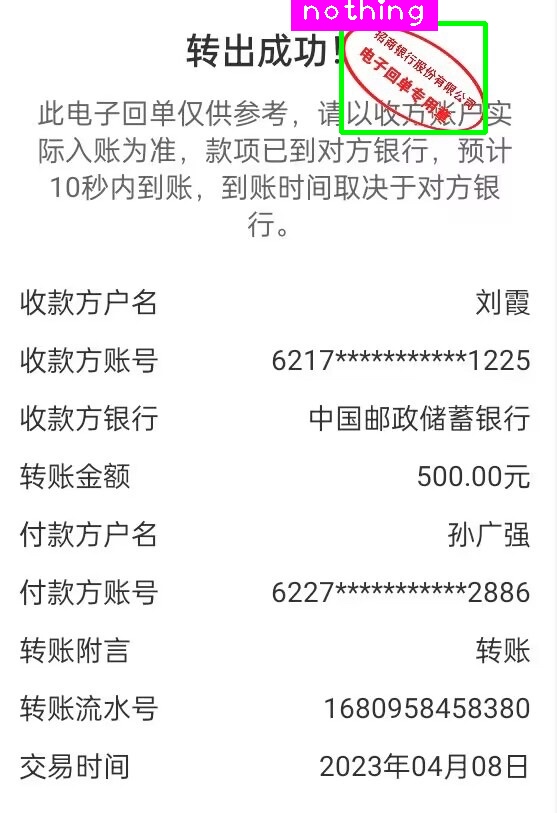 nothing
转出成功!
招商银行股份有限公司
电子回单专用章
此电子回单仅供参考，请以收方账户实
际入账为准，款项已到对方银行，预计
10秒内到账，到账时间取决于对方银
行。
收款方户名 刘霞
收款方账号 6217***********1225
收款方银行 中国邮政储蓄银行
转账金额 500.00元
付款方户名 孙广强
付款方账号 6227***********2886
转账附言 转账
转账流水号 1680958458380
交易时间 2023年04月08日